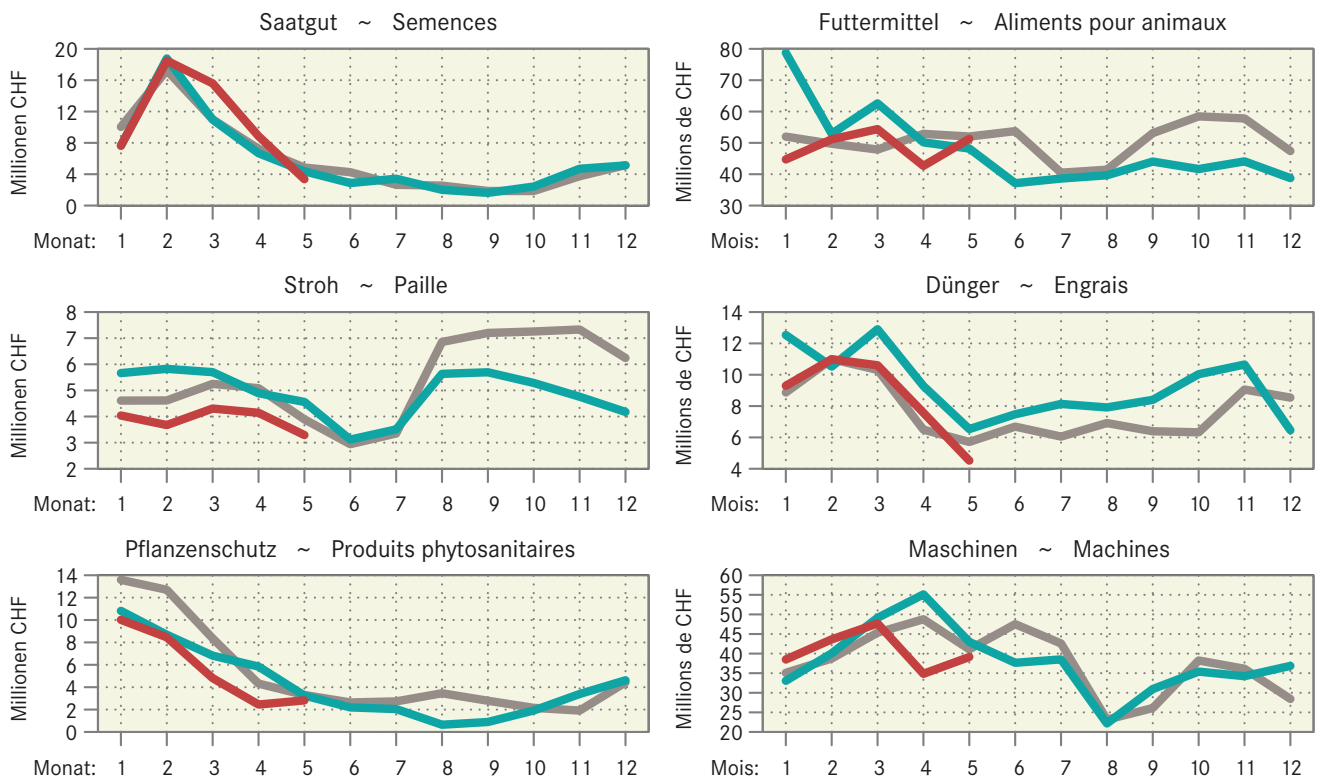 Saatgut ~ Semences
Millionen CHF
20
16
12
8
4
0
Monat: 1 2 3 4 5 6 7 8 9 10 11 12
Futtermittel ~ Aliments pour animaux
Millions de CHF
80
70
60
50
40
30
Mois: 1 2 3 4 5 6 7 8 9 10 11 12
Stroh ~ Paille
Millionen CHF
8
7
6
5
4
3
2
Monat: 1 2 3 4 5 6 7 8 9 10 11 12
Dünger ~ Engrais
Millions de CHF
14
12
10
8
6
4
Mois: 1 2 3 4 5 6 7 8 9 10 11 12
Pflanzenschutz ~ Produits phytosanitaires
Millionen CHF
14
12
10
8
6
4
2
0
Monat: 1 2 3 4 5 6 7 8 9 10 11 12
Maschinen ~ Machines
Millions de CHF
60
55
50
45
40
35
30
25
20
Mois: 1 2 3 4 5 6 7 8 9 10 11 12